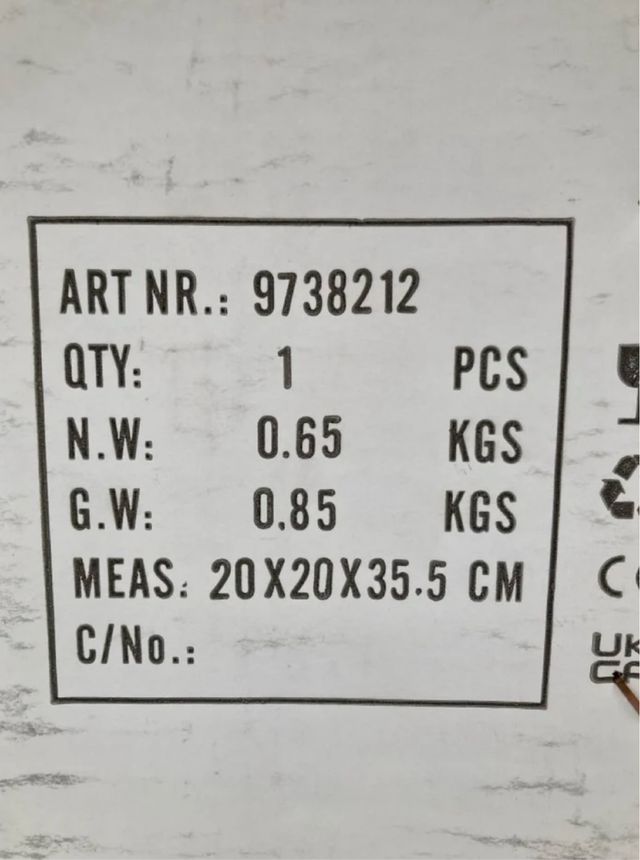 ART NR.: 9738212
QTY: 1 PCS
N.W: 0.65 KGS
G.W: 0.85 KGS
MEAS: 20X20X35.5 CM
C/No.: